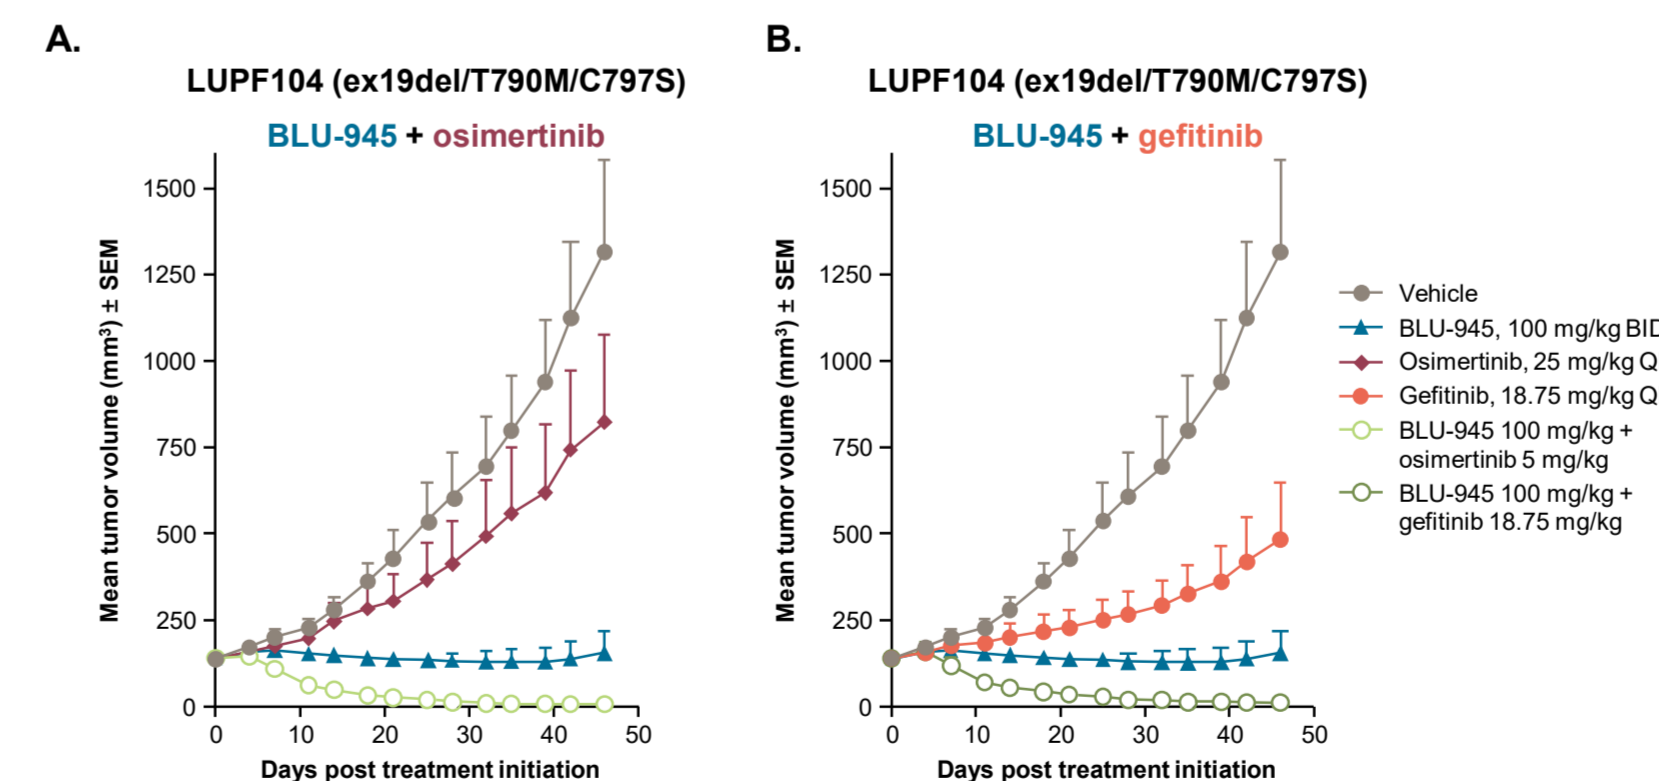 A.
LUPF104 (ex19del/T790M/C797S)
BLU-945 + osimertinib
Mean tumor volume (mm³) ± SEM
1500
1250
1000
750
500
250
0
0 10 20 30 40 50
Days post treatment initiation
B.
LUPF104 (ex19del/T790M/C797S)
BLU-945 + gefitinib
Mean tumor volume (mm³) ± SEM
1500
1250
1000
750
500
250
0
0 10 20 30 40 50
Days post treatment initiation
Vehicle
BLU-945, 100 mg/kg BID
Osimertinib, 25 mg/kg Q
Gefitinib, 18.75 mg/kg Q
BLU-945 100 mg/kg +
osimertinib 5 mg/kg
BLU-945 100 mg/kg +
gefitinib 18.75 mg/kg